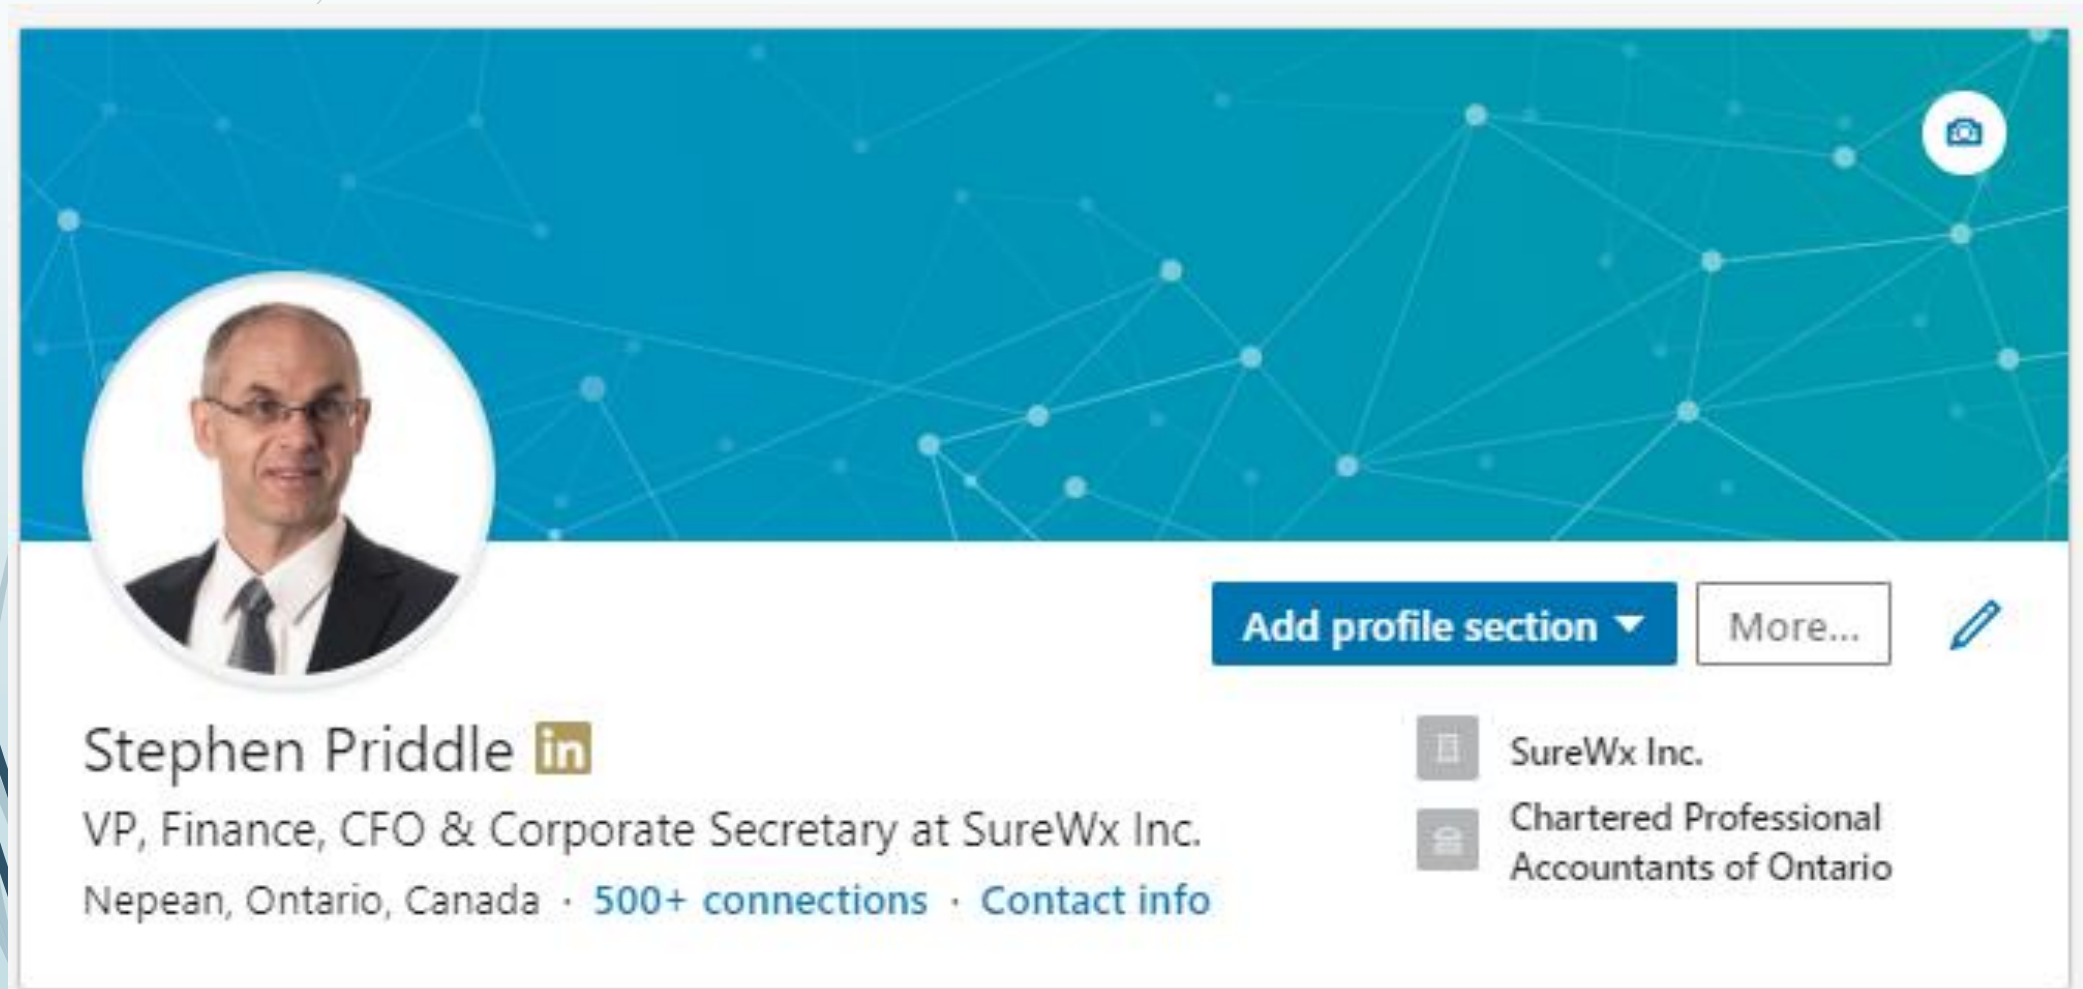 Add profile section
More...
Stephen Priddle in
SureWx Inc.
VP, Finance, CFO & Corporate Secretary at SureWx Inc.
Chartered Professional
Accountants of Ontario
Nepean, Ontario, Canada · 500+ connections · Contact info